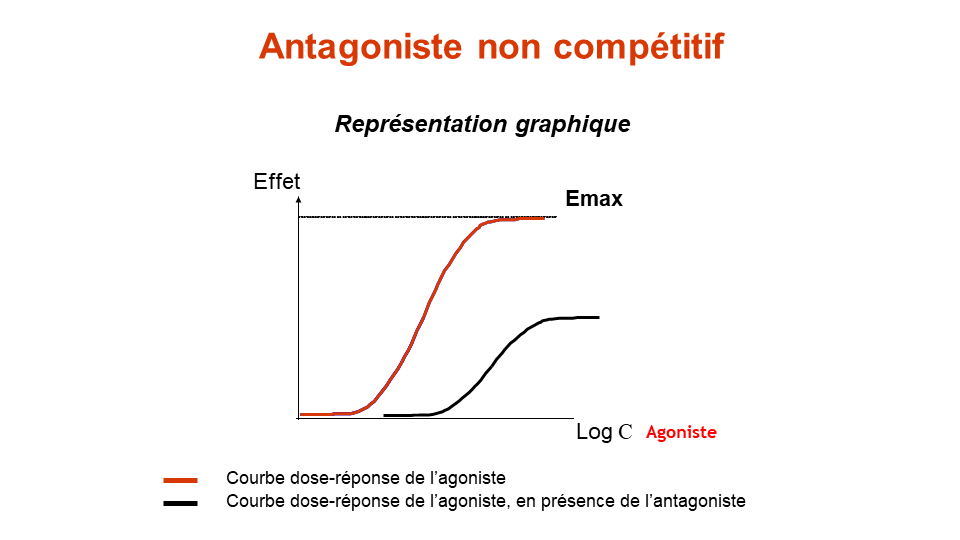 Antagoniste non compétitif
Représentation graphique
Effet
Emax
Log C Agoniste
Courbe dose-réponse de l’agoniste
Courbe dose-réponse de l’agoniste, en présence de l’antagoniste